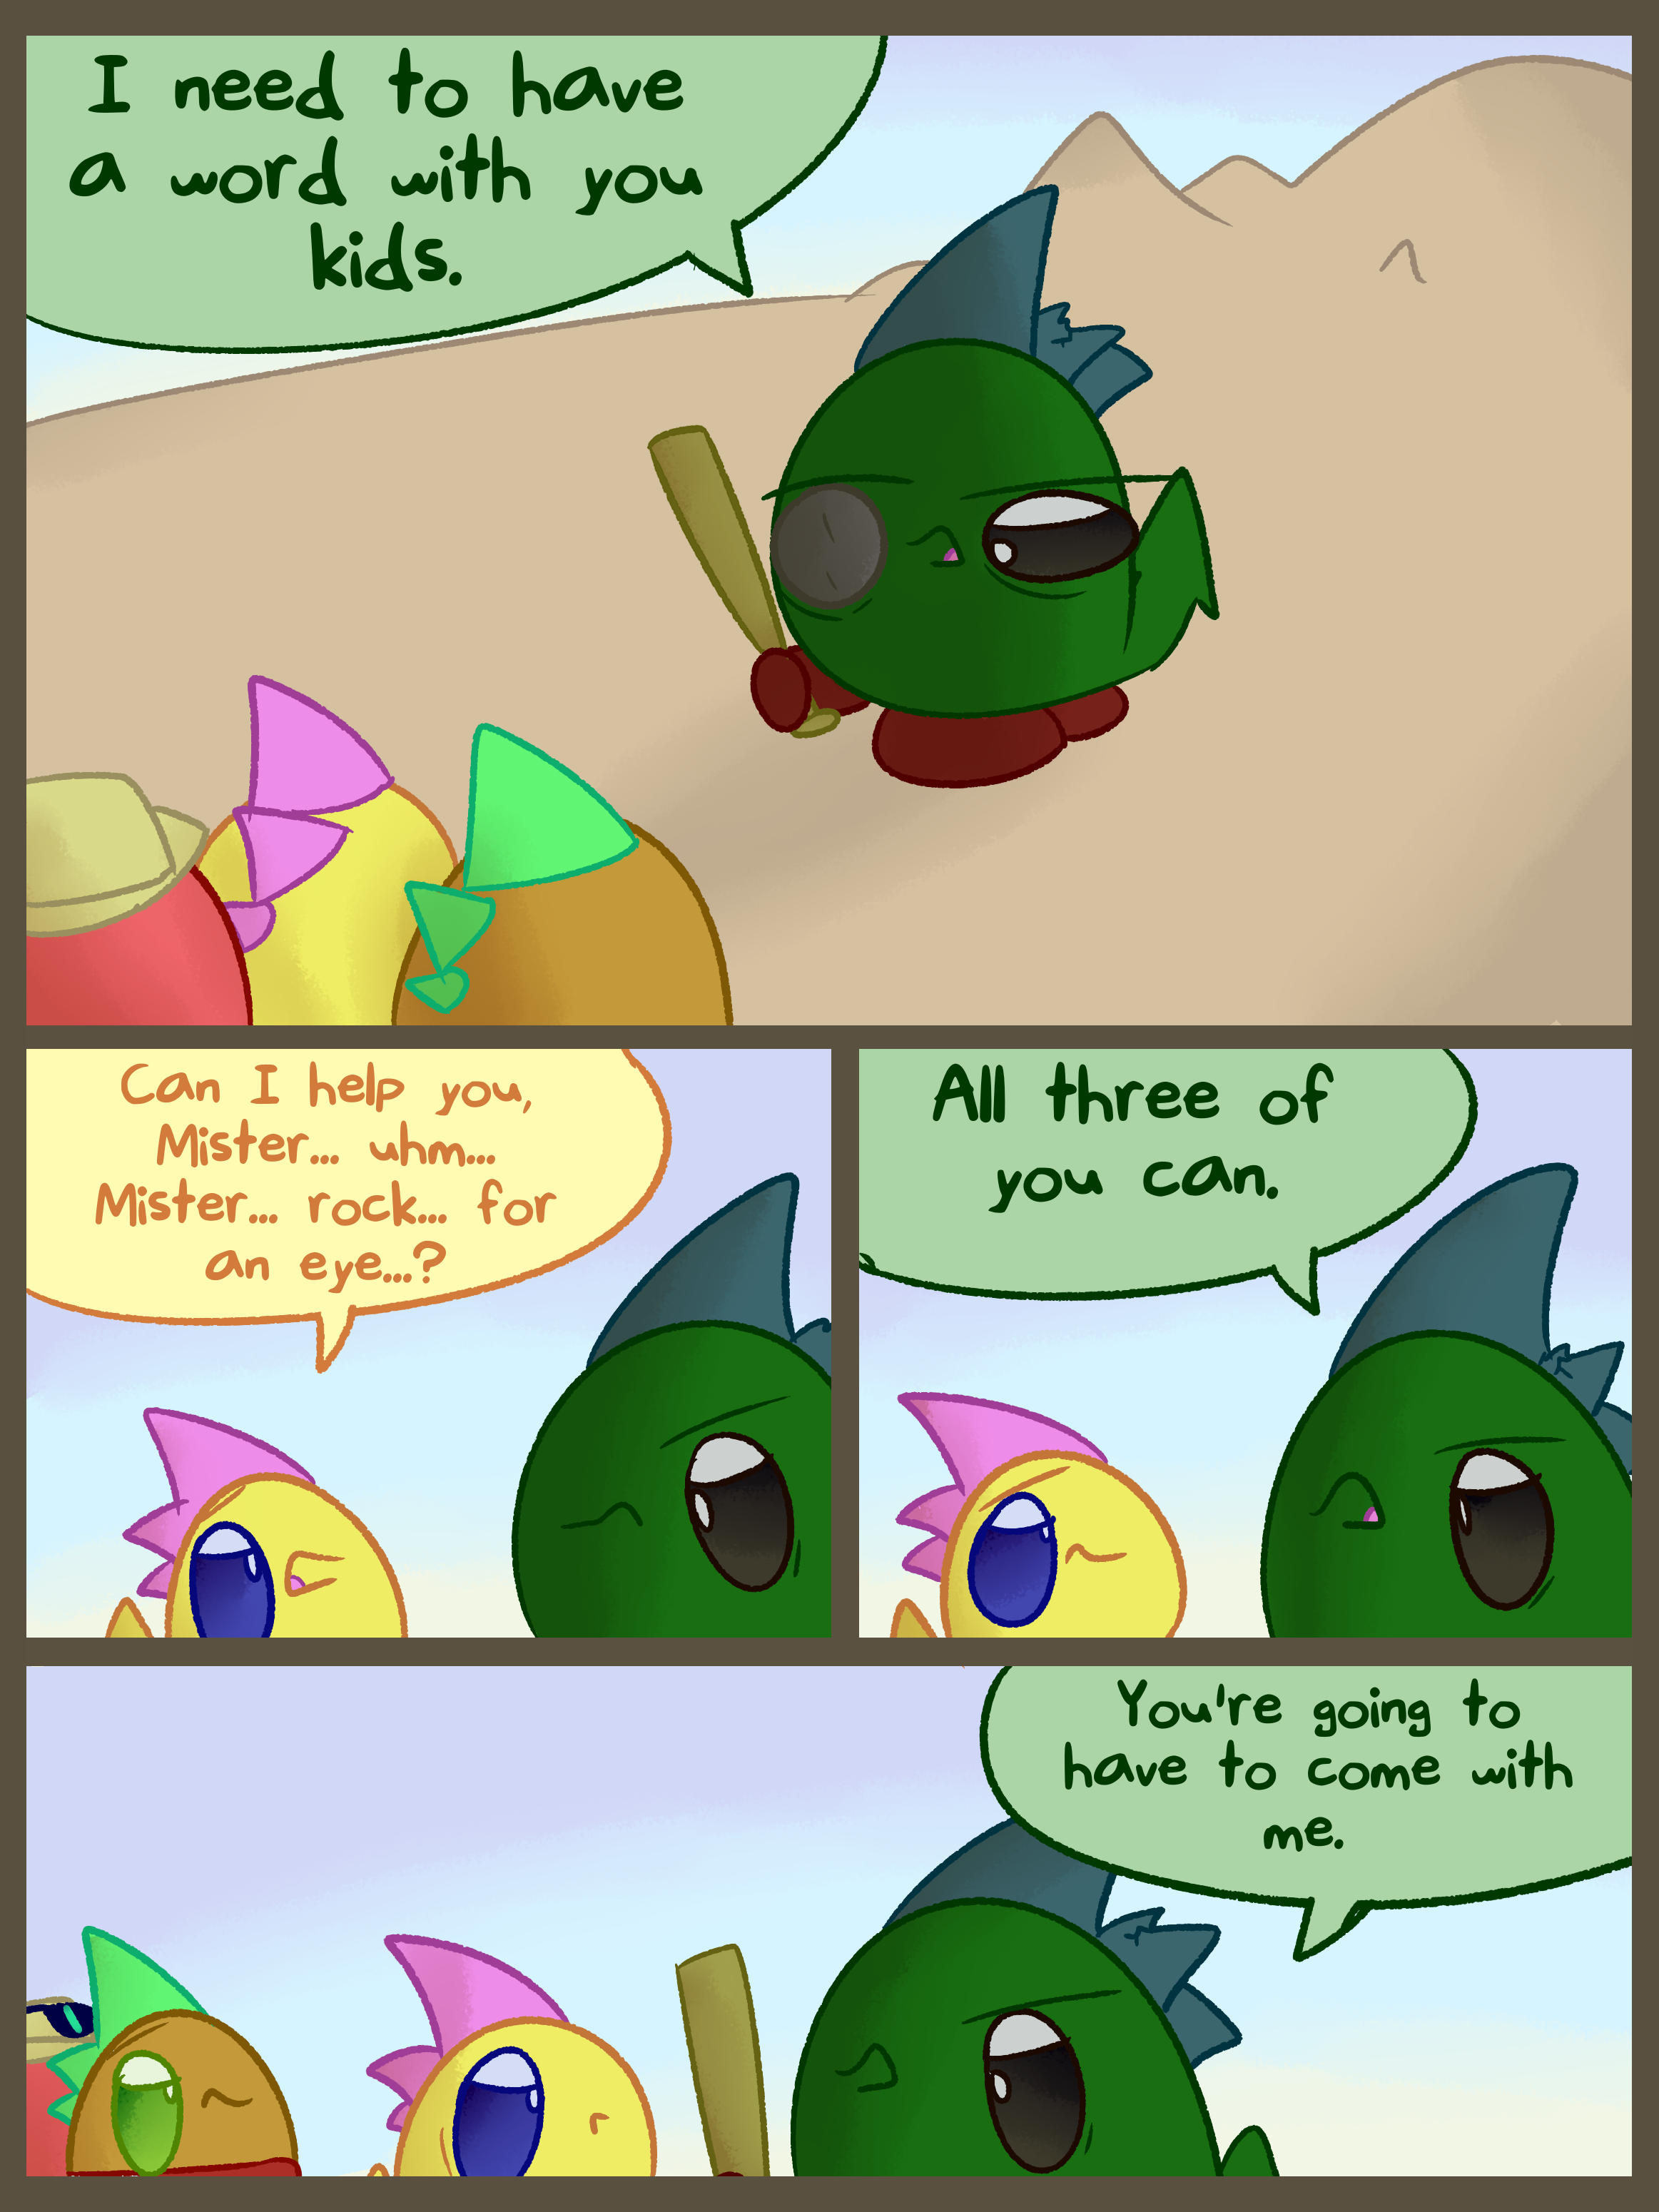 I need to have
a word with you
kids.
Can I help you,
Mister... uhm...
Mister... rock... for
an eye...?
All three of
you can.
You're going to
have to come with
me.